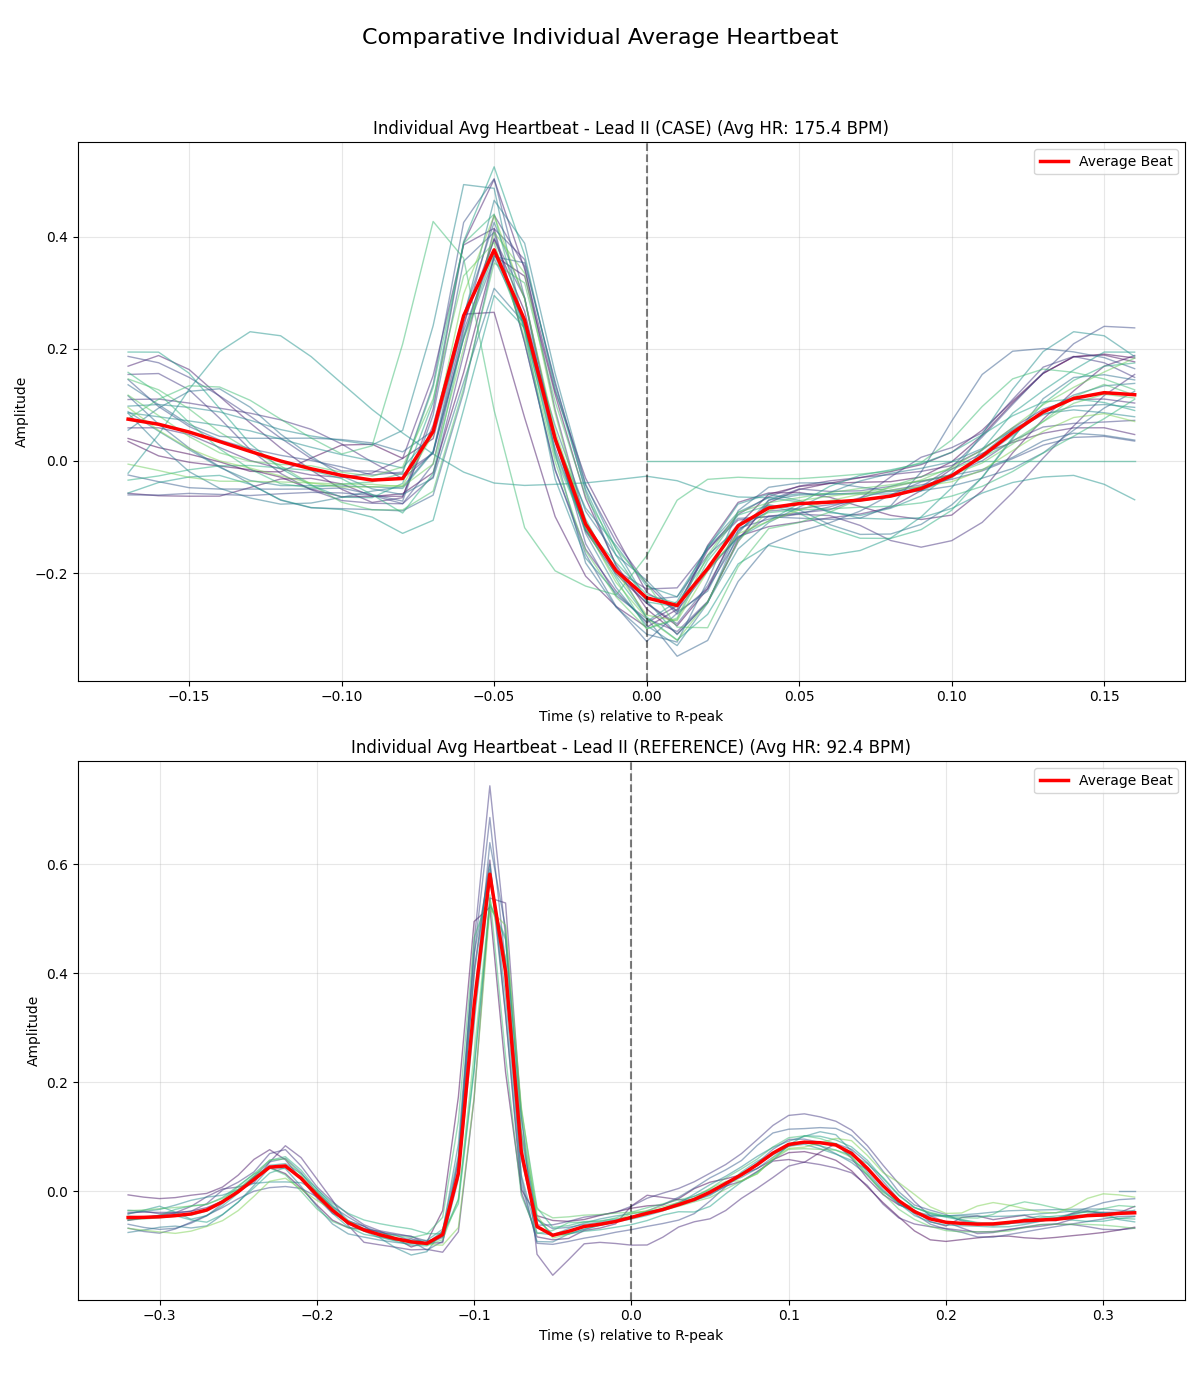 Comparative Individual Average Heartbeat
Individual Avg Heartbeat - Lead II (CASE) (Avg HR: 175.4 BPM)
Average Beat
Amplitude
0.4
0.2
0.0
−0.2
−0.15
−0.10
−0.05
0.00
0.05
0.10
0.15
Time (s) relative to R-peak
Individual Avg Heartbeat - Lead II (REFERENCE) (Avg HR: 92.4 BPM)
Average Beat
Amplitude
0.6
0.4
0.2
0.0
−0.3
−0.2
−0.1
0.0
0.1
0.2
0.3
Time (s) relative to R-peak